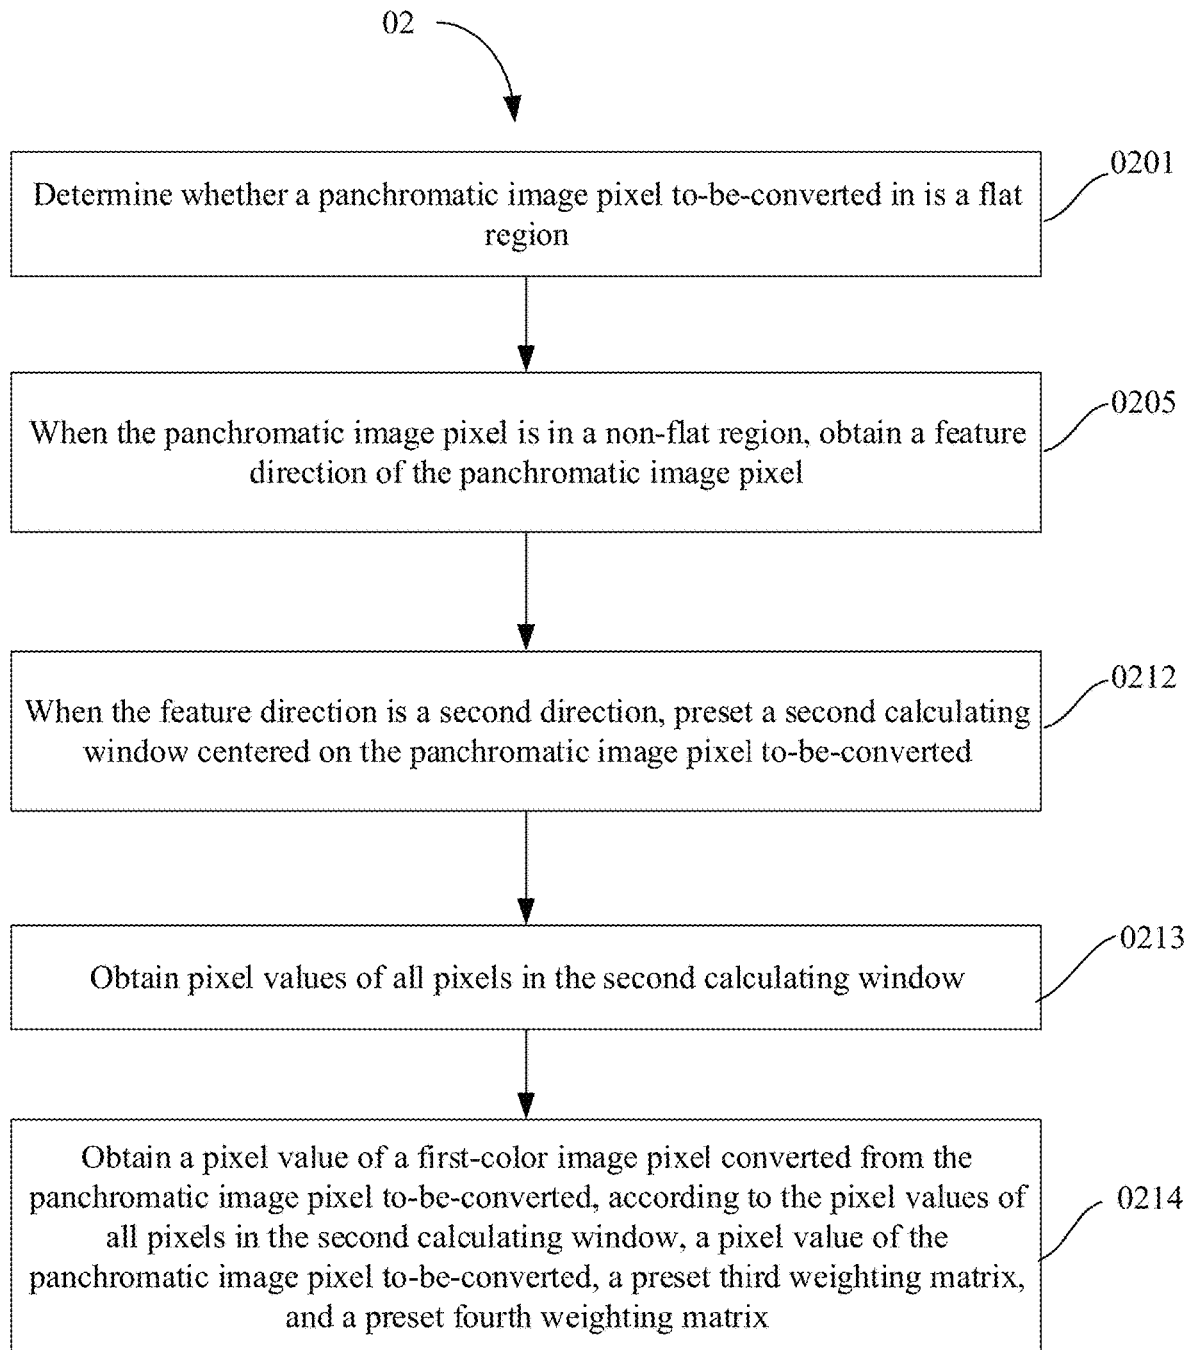 02
0201
Determine whether a panchromatic image pixel to-be-converted in is a flat
region
0205
When the panchromatic image pixel is in a non-flat region, obtain a feature
direction of the panchromatic image pixel
0212
When the feature direction is a second direction, preset a second calculating
window centered on the panchromatic image pixel to-be-converted
0213
Obtain pixel values of all pixels in the second calculating window
0214
Obtain a pixel value of a first-color image pixel converted from the
panchromatic image pixel to-be-converted, according to the pixel values of
all pixels in the second calculating window, a pixel value of the
panchromatic image pixel to-be-converted, a preset third weighting matrix,
and a preset fourth weighting matrix